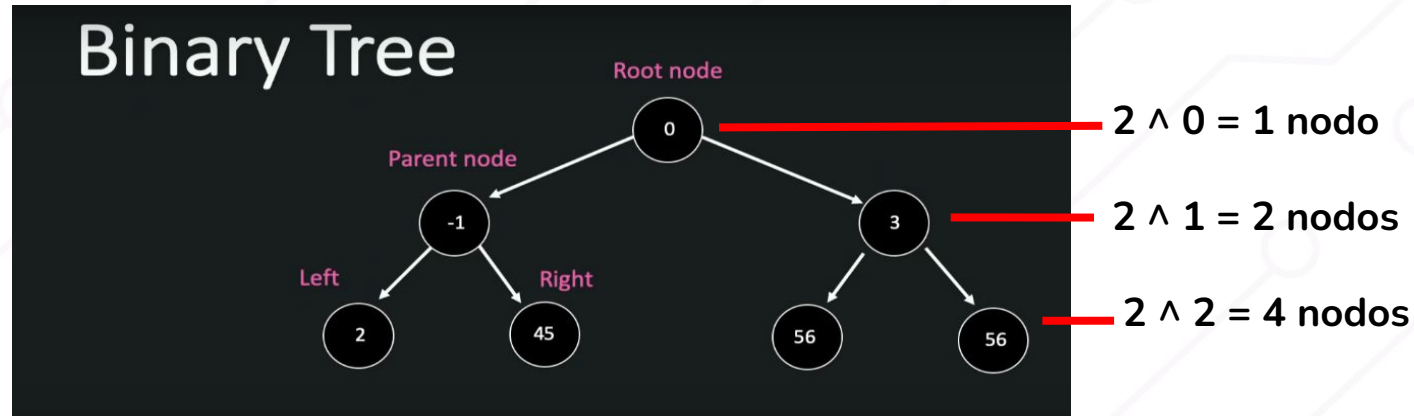 Binary Tree
Root node
0
2 ^ 0 = 1 nodo
Parent node
-1
3
2 ^ 1 = 2 nodos
Left
Right
2
45
56
56
2 ^ 2 = 4 nodos